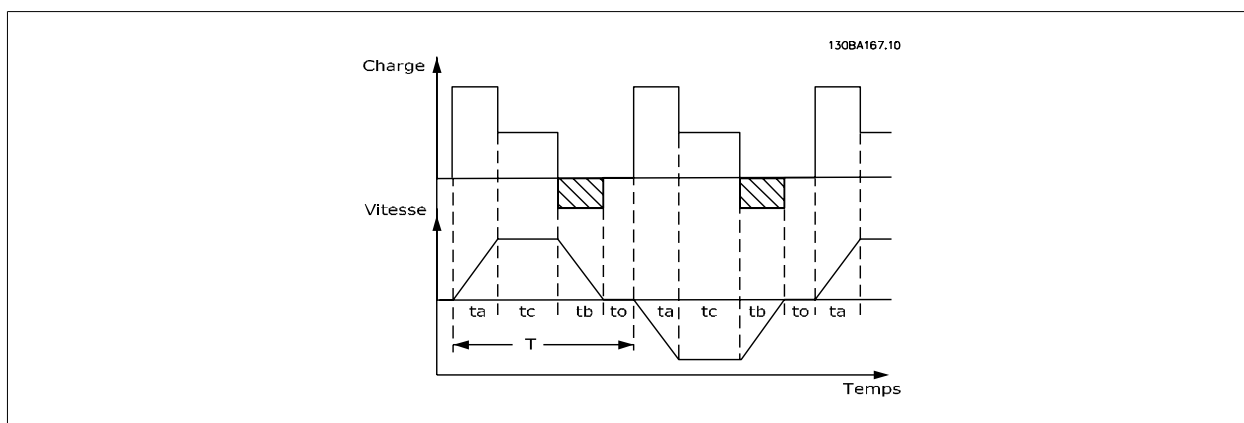 130BA167.10
Charge
Vitesse
ta tc tb to ta tc tb to ta
T
Temps